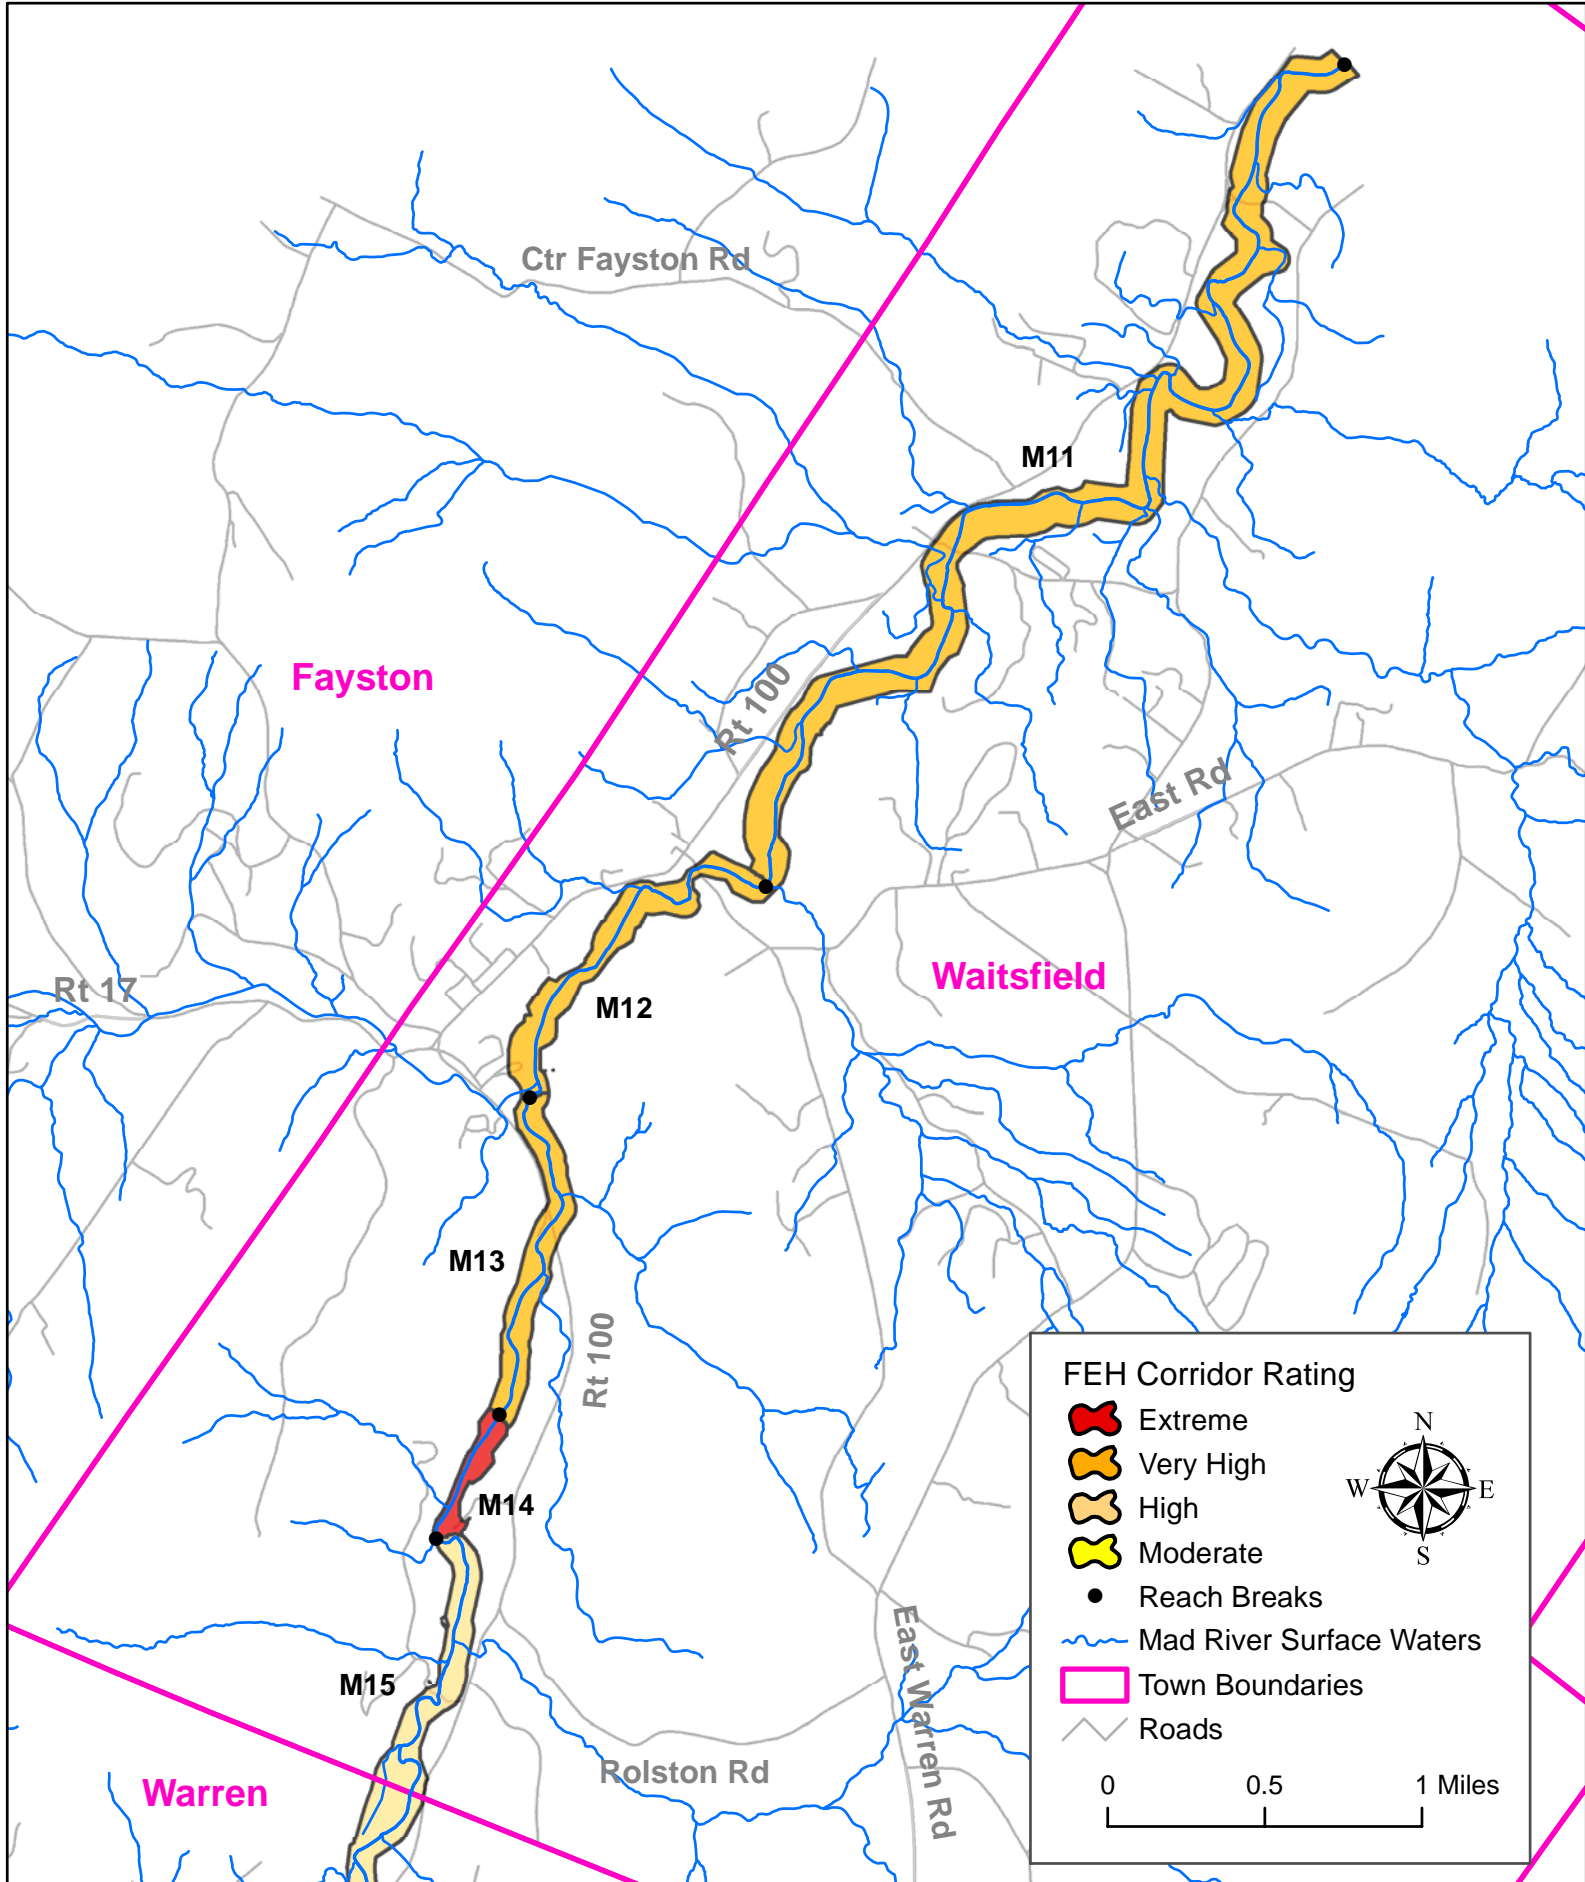 Ctr Fayston Rd
M11
Fayston
Rt 100
East Rd
Waitsfield
Rt 17
M12
M13
Rt 100
M14
M15
East Warren Rd
Rolston Rd
Warren
FEH Corridor Rating
Extreme
Very High
High
Moderate
Reach Breaks
Mad River Surface Waters
Town Boundaries
Roads
N
W E
S
0 0.5 1 Miles